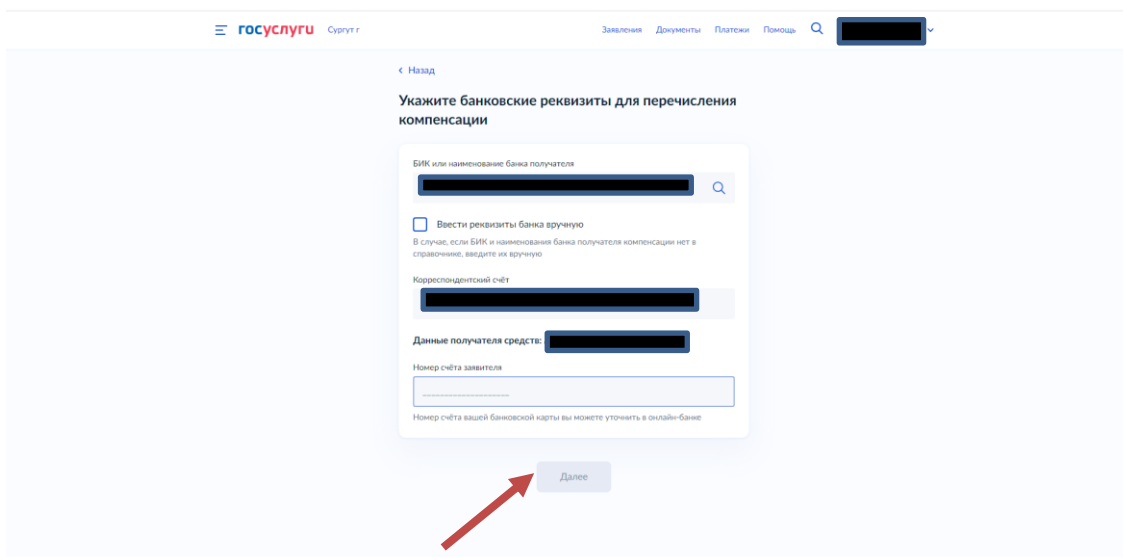 госуслуги Сургут г Заявления Документы Платежи Помощь
Назад
Укажите банковские реквизиты для перечисления
компенсации
БИК или наименование банка получателя
Ввести реквизиты банка вручную
В случае, если БИК и наименования банка получателя компенсации нет в
справочнике, введите их вручную
Корреспондентский счёт
Данные получателя средств:
Номер счёта заявителя
Номер счёта вашей банковской карты вы можете уточнить в онлайн-банке
Далее